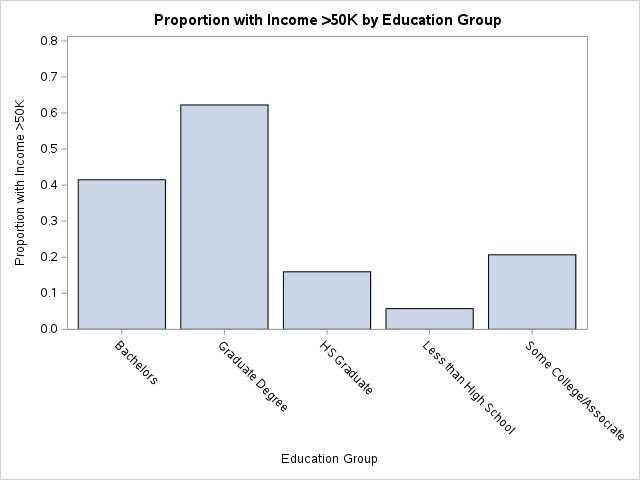 Proportion with Income >50K by Education Group
Proportion with Income >50K
0.8
0.7
0.6
0.5
0.4
0.3
0.2
0.1
0.0
Bachelors
Graduate Degree
HS Graduate
Less than High School
Some College/Associate
Education Group